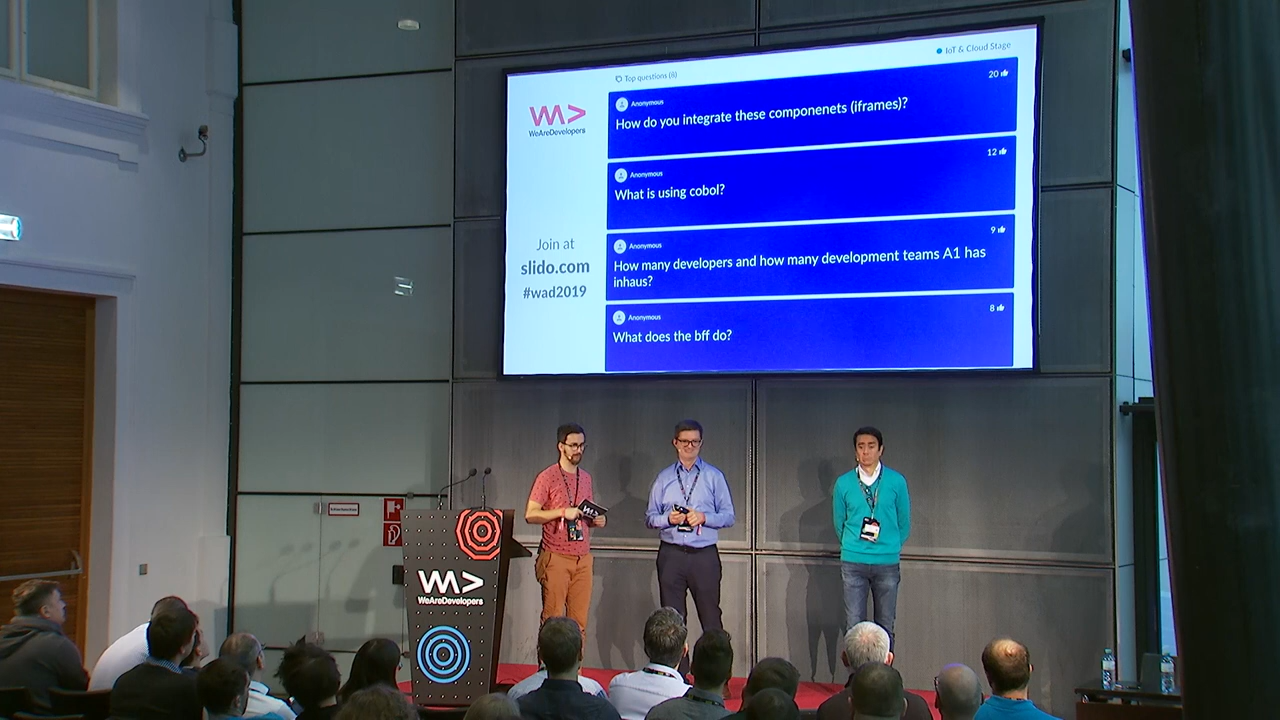 IoT & Cloud Stage
Top questions (8)
WeAreDevelopers
Join at
slido.com
#wad2019
Anonymous
20
How do you integrate these componenets (iframes)?
Anonymous
12
What is using cobol?
Anonymous
9
How many developers and how many development teams A1 has
inhaus?
Anonymous
8
What does the bff do?
WeAreDevelopers